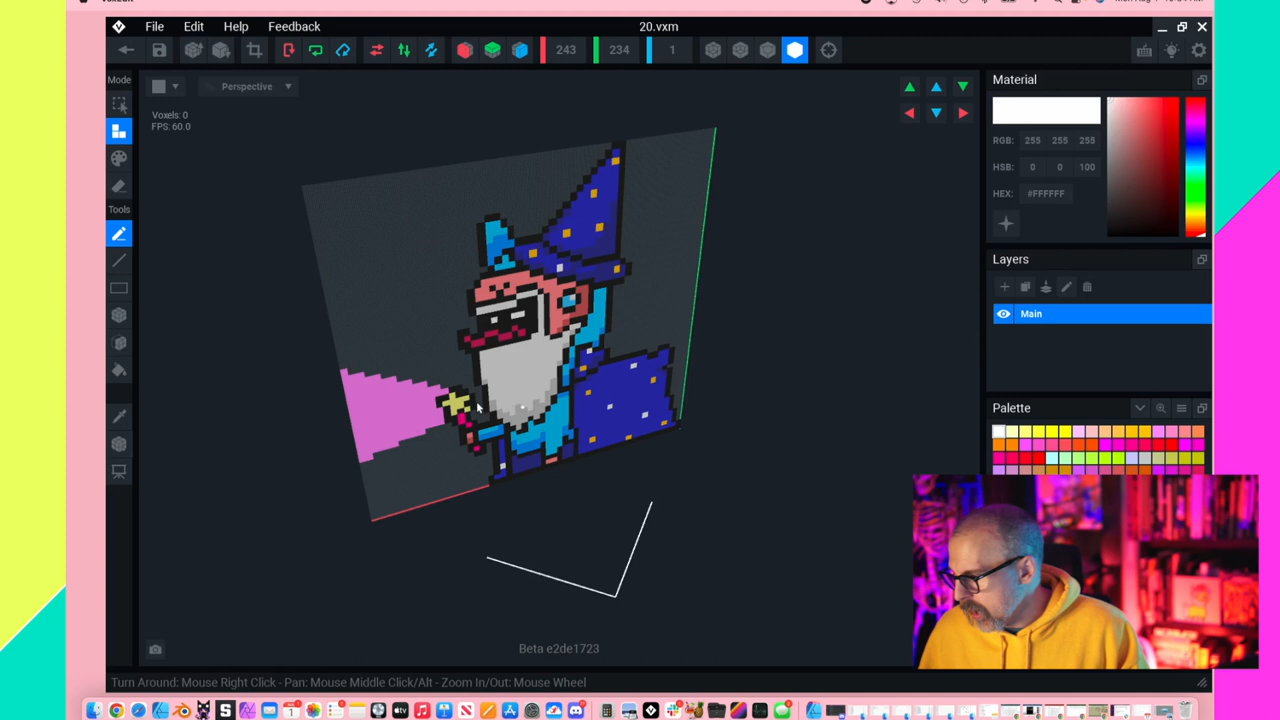 File Edit Help Feedback 20.vxm
243 234 1
Mode
Perspective
Voxels: 0
FPS: 60.0
Tools
Material
RGB: 255 255 255
HSB: 0 0 100
HEX: #FFFFFF
Layers
Main
Palette
Beta e2de1723
Turn Around: Mouse Right Click - Pan: Mouse Middle Click/Alt - Zoom In/Out: Mouse Wheel